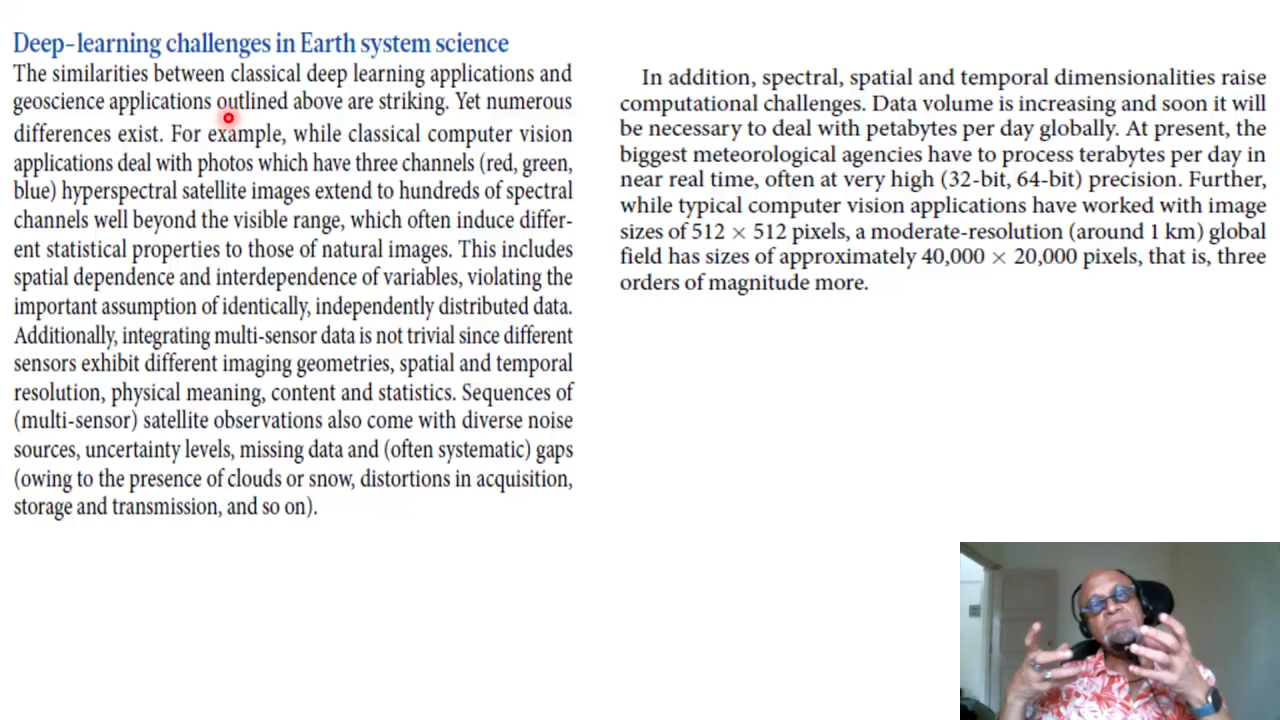 Deep-learning challenges in Earth system science
The similarities between classical deep learning applications and
geoscience applications outlined above are striking. Yet numerous
differences exist. For example, while classical computer vision
applications deal with photos which have three channels (red, green,
blue) hyperspectral satellite images extend to hundreds of spectral
channels well beyond the visible range, which often induce differ-
ent statistical properties to those of natural images. This includes
spatial dependence and interdependence of variables, violating the
important assumption of identically, independently distributed data.
Additionally, integrating multi-sensor data is not trivial since different
sensors exhibit different imaging geometries, spatial and temporal
resolution, physical meaning, content and statistics. Sequences of
(multi-sensor) satellite observations also come with diverse noise
sources, uncertainty levels, missing data and (often systematic) gaps
(owing to the presence of clouds or snow, distortions in acquisition,
storage and transmission, and so on).
In addition, spectral, spatial and temporal dimensionalities raise
computational challenges. Data volume is increasing and soon it will
be necessary to deal with petabytes per day globally. At present, the
biggest meteorological agencies have to process terabytes per day in
near real time, often at very high (32-bit, 64-bit) precision. Further,
while typical computer vision applications have worked with image
sizes of 512 × 512 pixels, a moderate-resolution (around 1 km) global
field has sizes of approximately 40,000 × 20,000 pixels, that is, three
orders of magnitude more.